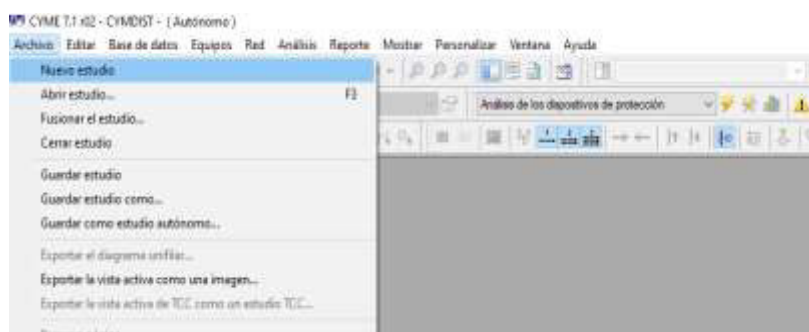 CYME 7.1 r02 - CYMDIST - ( Autónomo )
Archivo Editar Base de datos Equipos Red Análisis Reporte Mostrar Personalizar Ventana Ayuda
Nuevo estudio
Abrir estudio... F3
Análisis de los dispositivos de protección
Fusionar el estudio...
Cerrar estudio
Guardar estudio
Guardar estudio como...
Guardar como estudio autónomo...
Exportar el diagrama unifilar...
Exportar la vista activa como una imagen...
Exportar la vista activa de TCC como un estudio TCC...